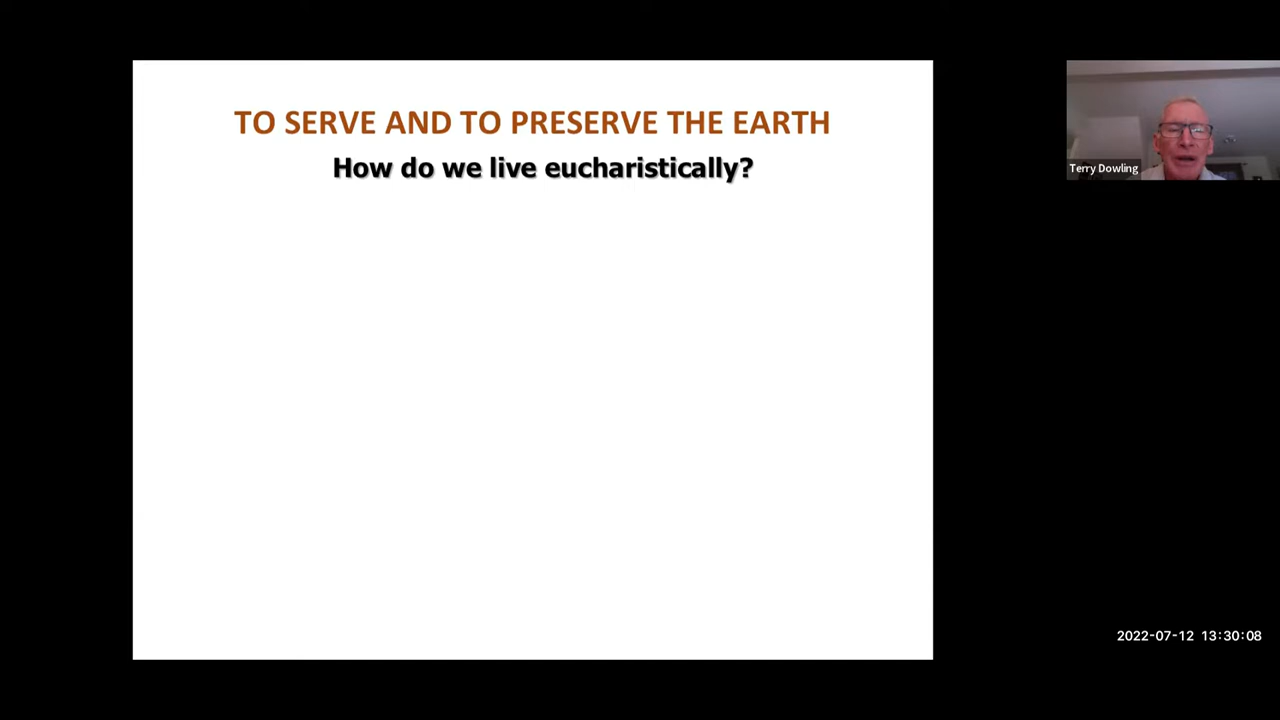 TO SERVE AND TO PRESERVE THE EARTH
How do we live eucharistically?
Terry Dowling
2022-07-12 13:30:08